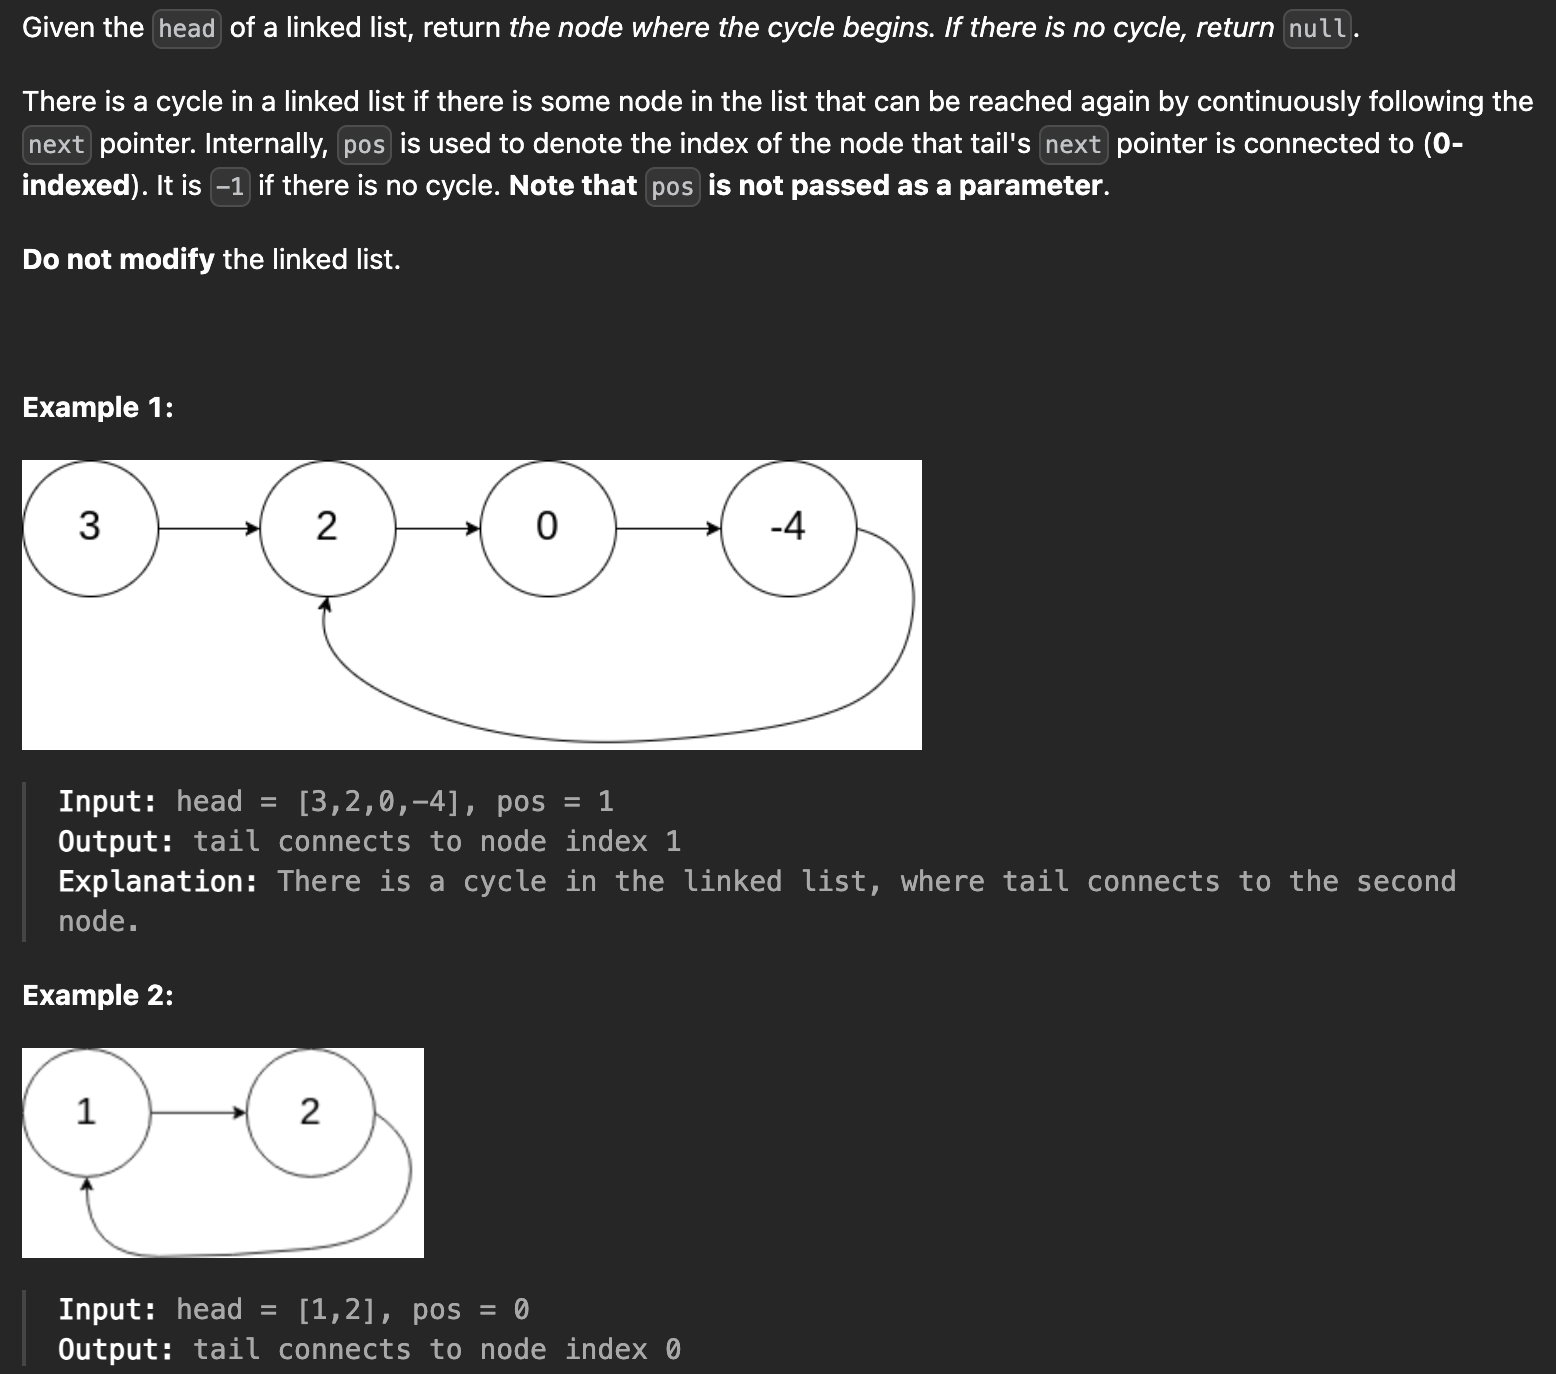 Given the head of a linked list, return the node where the cycle begins. If there is no cycle, return null.
There is a cycle in a linked list if there is some node in the list that can be reached again by continuously following the
next pointer. Internally, pos is used to denote the index of the node that tail's next pointer is connected to (0-
indexed). It is -1 if there is no cycle. Note that pos is not passed as a parameter.
Do not modify the linked list.
Example 1:
3 2 0 -4
Input: head = [3,2,0,-4], pos = 1
Output: tail connects to node index 1
Explanation: There is a cycle in the linked list, where tail connects to the second
node.
Example 2:
1 2
Input: head = [1,2], pos = 0
Output: tail connects to node index 0